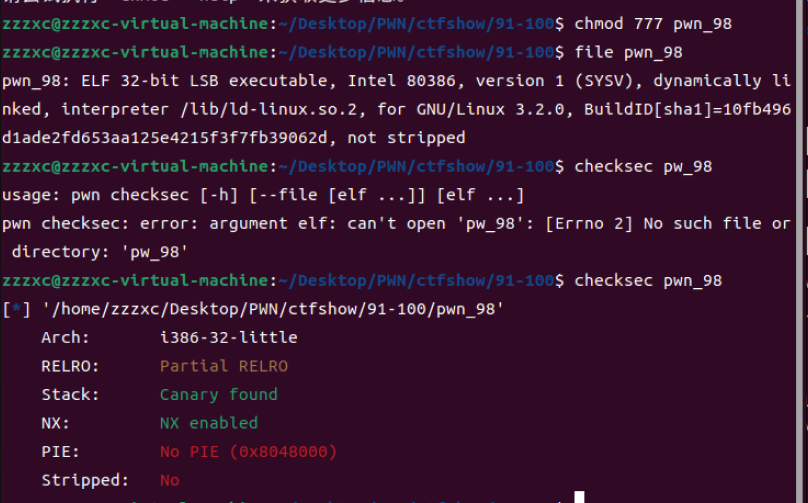 zzzxc@zzzxc-virtual-machine:~/Desktop/PWN/ctfshow/91-100$ chmod 777 pwn_98
zzzxc@zzzxc-virtual-machine:~/Desktop/PWN/ctfshow/91-100$ file pwn_98
pwn_98: ELF 32-bit LSB executable, Intel 80386, version 1 (SYSV), dynamically li
nked, interpreter /lib/ld-linux.so.2, for GNU/Linux 3.2.0, BuildID[sha1]=10fb496
d1ade2fd653aa125e4215f3f7fb39062d, not stripped
zzzxc@zzzxc-virtual-machine:~/Desktop/PWN/ctfshow/91-100$ checksec pw_98
usage: pwn checksec [-h] [--file [elf ...]] [elf ...]
pwn checksec: error: argument elf: can't open 'pw_98': [Errno 2] No such file or
 directory: 'pw_98'
zzzxc@zzzxc-virtual-machine:~/Desktop/PWN/ctfshow/91-100$ checksec pwn_98
[*] '/home/zzzxc/Desktop/PWN/ctfshow/91-100/pwn_98'
    Arch:       i386-32-little
    RELRO:      Partial RELRO
    Stack:      Canary found
    NX:         NX enabled
    PIE:        No PIE (0x8048000)
    Stripped:   No